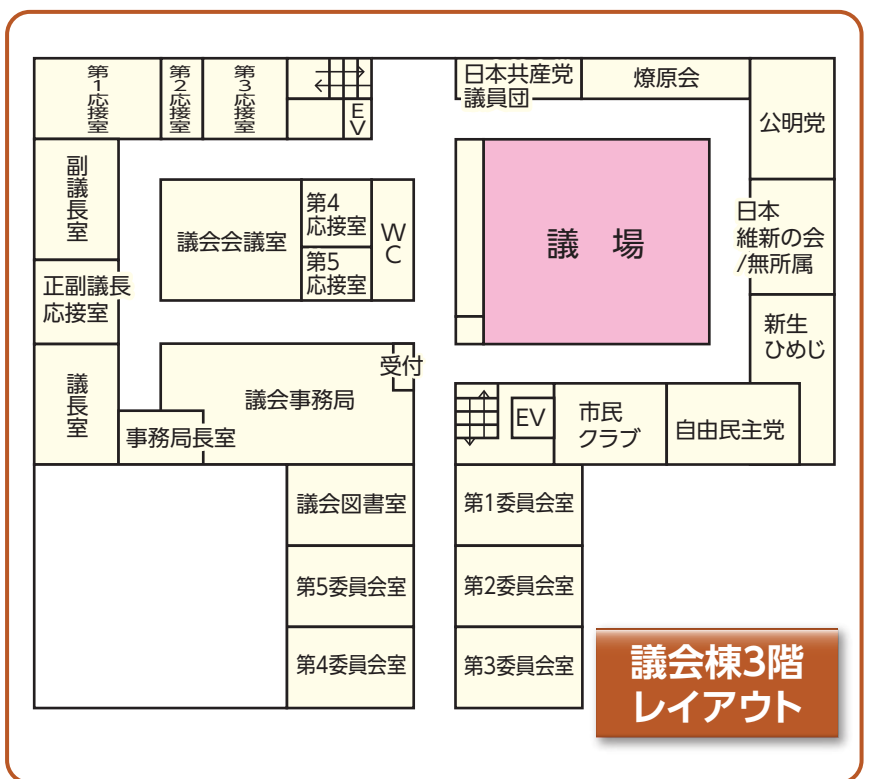 第1応接室
第2応接室
第3応接室
EV
日本共産党
議員団
燎原会
公明党
副議長室
議会会議室
第4
応接室
第5
応接室
WC
議 場
日本
維新の会
/無所属
正副議長
応接室
新生
ひめじ
議長室
受付
議会事務局
事務局長室
EV
市民
クラブ
自由民主党
議会図書室
第1委員会室
第5委員会室
第2委員会室
第4委員会室
第3委員会室
議会棟3階
レイアウト